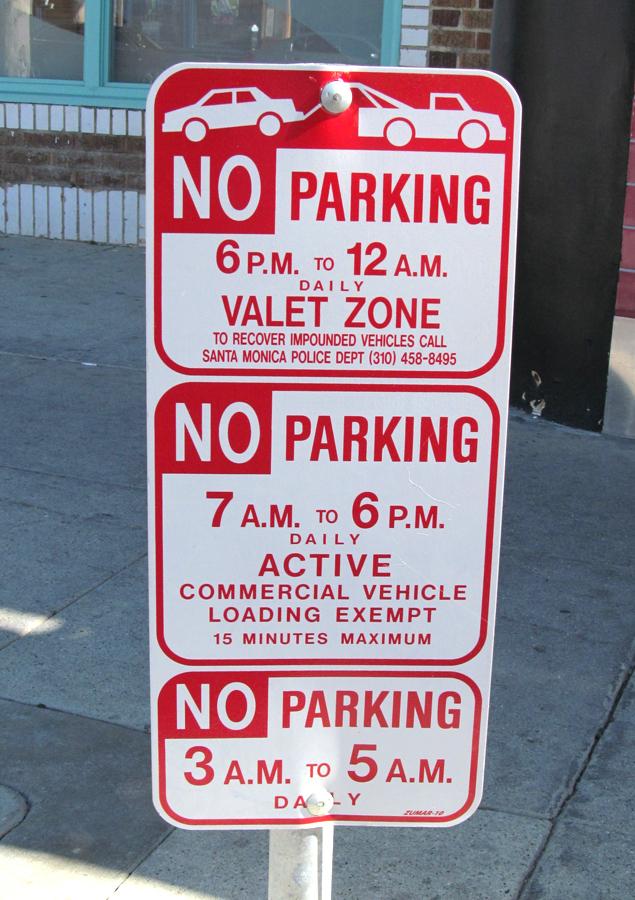 NO PARKING
6 P.M. TO 12 A.M.
DAILY
VALET ZONE
TO RECOVER IMPOUNDED VEHICLES CALL
SANTA MONICA POLICE DEPT (310) 458-8495
NO PARKING
7 A.M. TO 6 P.M.
DAILY
ACTIVE
COMMERCIAL VEHICLE
LOADING EXEMPT
15 MINUTES MAXIMUM
NO PARKING
3 A.M. TO 5 A.M.
DAILY
ZUMAR-10